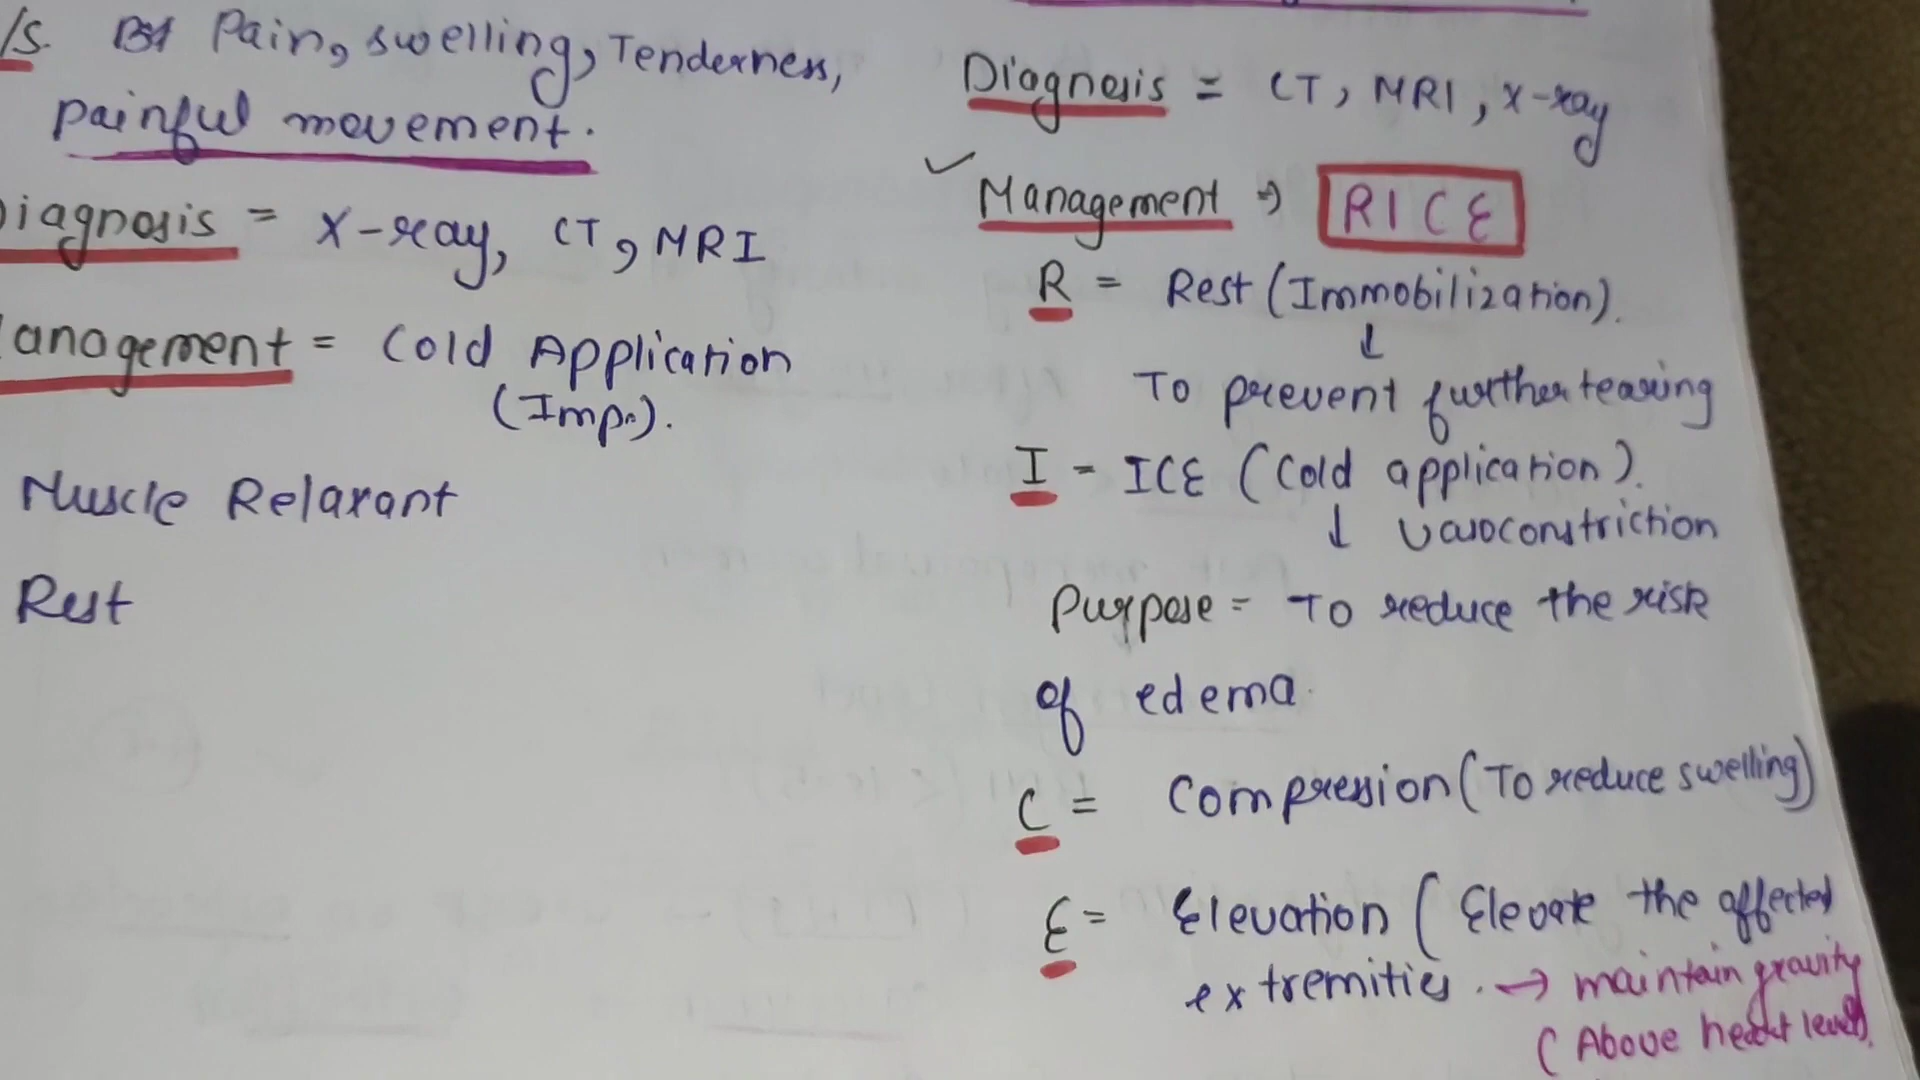 /S. Pain, swelling, Tenderness,
painful movement.
iagnosis = X-ray, CT, MRI
anagement = Cold Application
(Imp.).
Muscle Relaxant
Rest
Diagnosis = CT, MRI, X-ray
✓ Management ⇒ RICE
R = Rest (Immobilization).
↓
To prevent further tearing
I - ICE (Cold application).
↓ vasoconstriction
Purpose = To reduce the risk
of edema.
C = Compression (To reduce swelling)
E = Elevation ( Elevate the affected
extremities. → maintain gravity
( Above heart level).